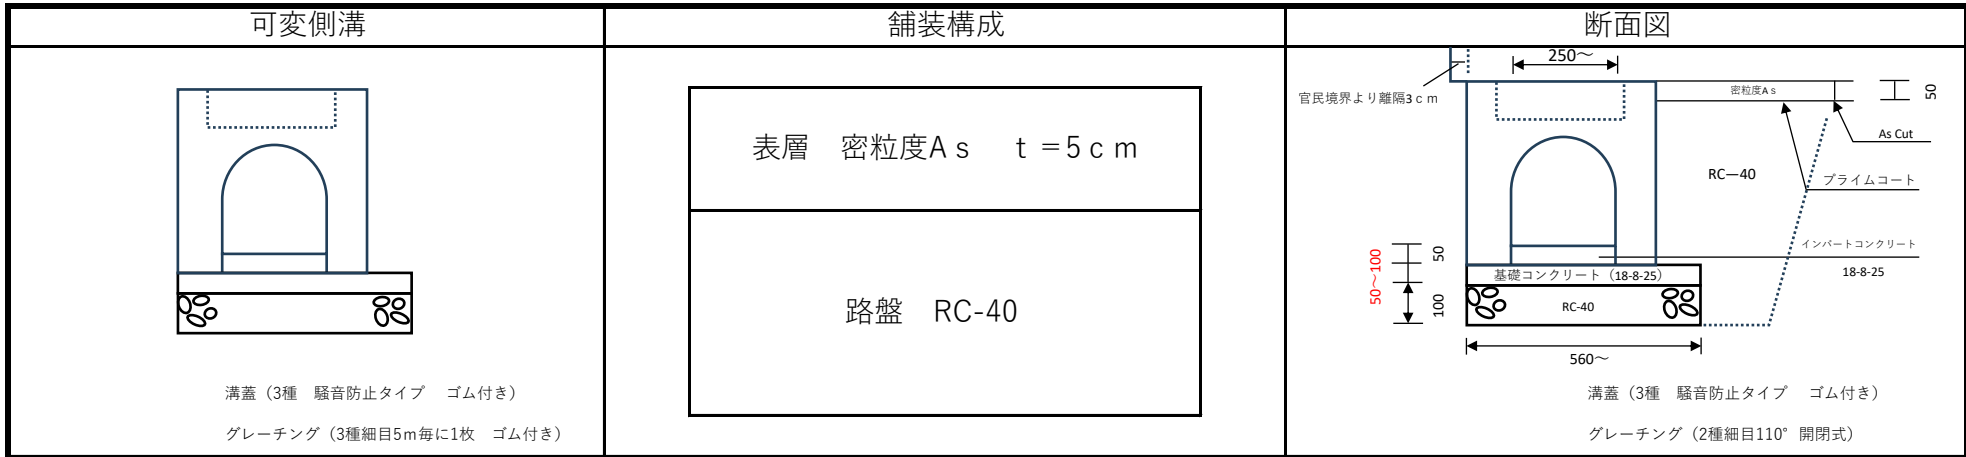 可変側溝
舗装構成
断面図
溝蓋（3種　騒音防止タイプ　ゴム付き）
グレーチング（3種細目5ｍ毎に1枚　ゴム付き）
表層　密粒度Aｓ　ｔ＝5ｃｍ
路盤　RC-40
250～
官民境界より離隔3ｃｍ
密粒度Aｓ
50
As Cut
RC―40
プライムコート
インバートコンクリート
18-8-25
50～100
50
100
基礎コンクリート（18-8-25）
RC-40
560～
溝蓋（3種　騒音防止タイプ　ゴム付き）
グレーチング（2種細目110°開閉式）